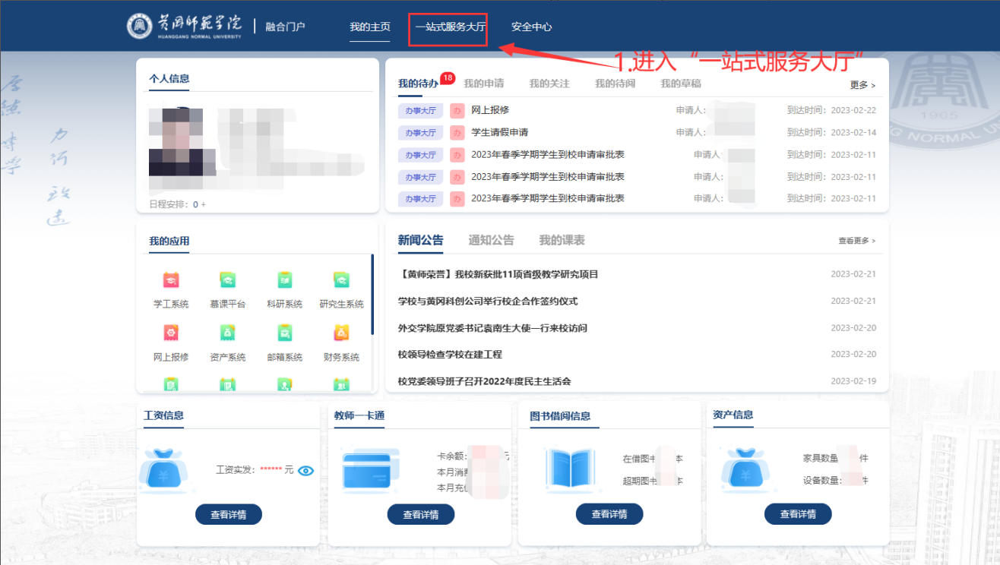 黄冈师范学院
HUANGGANG NORMAL UNIVERSITY
融合门户
我的主页
一站式服务大厅
安全中心
1.进入“一站式服务大厅”
1905
NG NORMAL UNIV
个人信息
日程安排：0 +
我的待办 18 我的申请 我的关注 我的待阅 我的草稿 更多 >
办事大厅 办 网上报修 申请人： 到达时间：2023-02-22
办事大厅 办 学生请假申请 申请人： 到达时间：2023-02-14
办事大厅 办 2023年春季学期学生到校申请审批表 申请人： 到达时间：2023-02-11
办事大厅 办 2023年春季学期学生到校申请审批表 申请人： 到达时间：2023-02-11
办事大厅 办 2023年春季学期学生到校申请审批表 申请人： 到达时间：2023-02-11
我的应用
学工系统 慕课平台 科研系统 研究生系统
网上报修 资产系统 邮箱系统 财务系统
新闻公告 通知公告 我的课表 查看更多 >
【黄师荣誉】我校新获批11项省级教学研究项目 2023-02-21
学校与黄冈科创公司举行校企合作签约仪式 2023-02-21
外交学院原党委书记袁南生大使一行来校访问 2023-02-20
校领导检查学校在建工程 2023-02-20
校党委领导班子召开2022年度民主生活会 2023-02-19
工资信息
工资实发：****** 元
查看详情
教师一卡通
卡余额： 元
本月消费
本月充值
查看详情
图书借阅信息
在借图书 本
超期图书 本
查看详情
资产信息
家具数量 件
设备数量： 件
查看详情